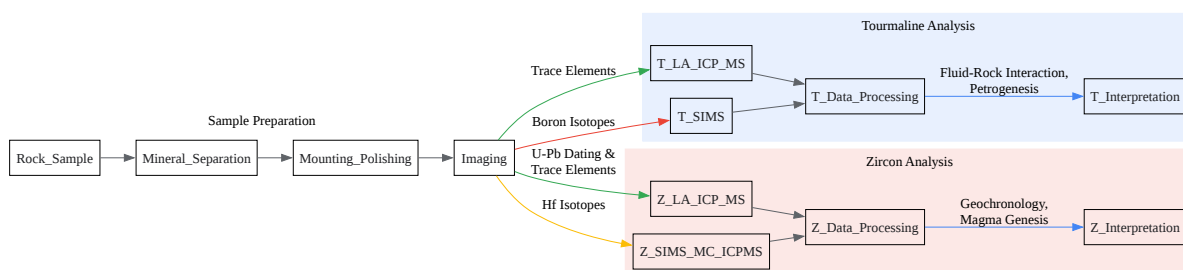 Tourmaline Analysis
Trace Elements
T_LA_ICP_MS
T_SIMS
Boron Isotopes
T_Data_Processing
Fluid-Rock Interaction,
Petrogenesis
T_Interpretation
Sample Preparation
Rock_Sample
Mineral_Separation
Mounting_Polishing
Imaging
U-Pb Dating &
Trace Elements
Hf Isotopes
Zircon Analysis
Z_LA_ICP_MS
Z_SIMS_MC_ICPMS
Z_Data_Processing
Geochronology,
Magma Genesis
Z_Interpretation